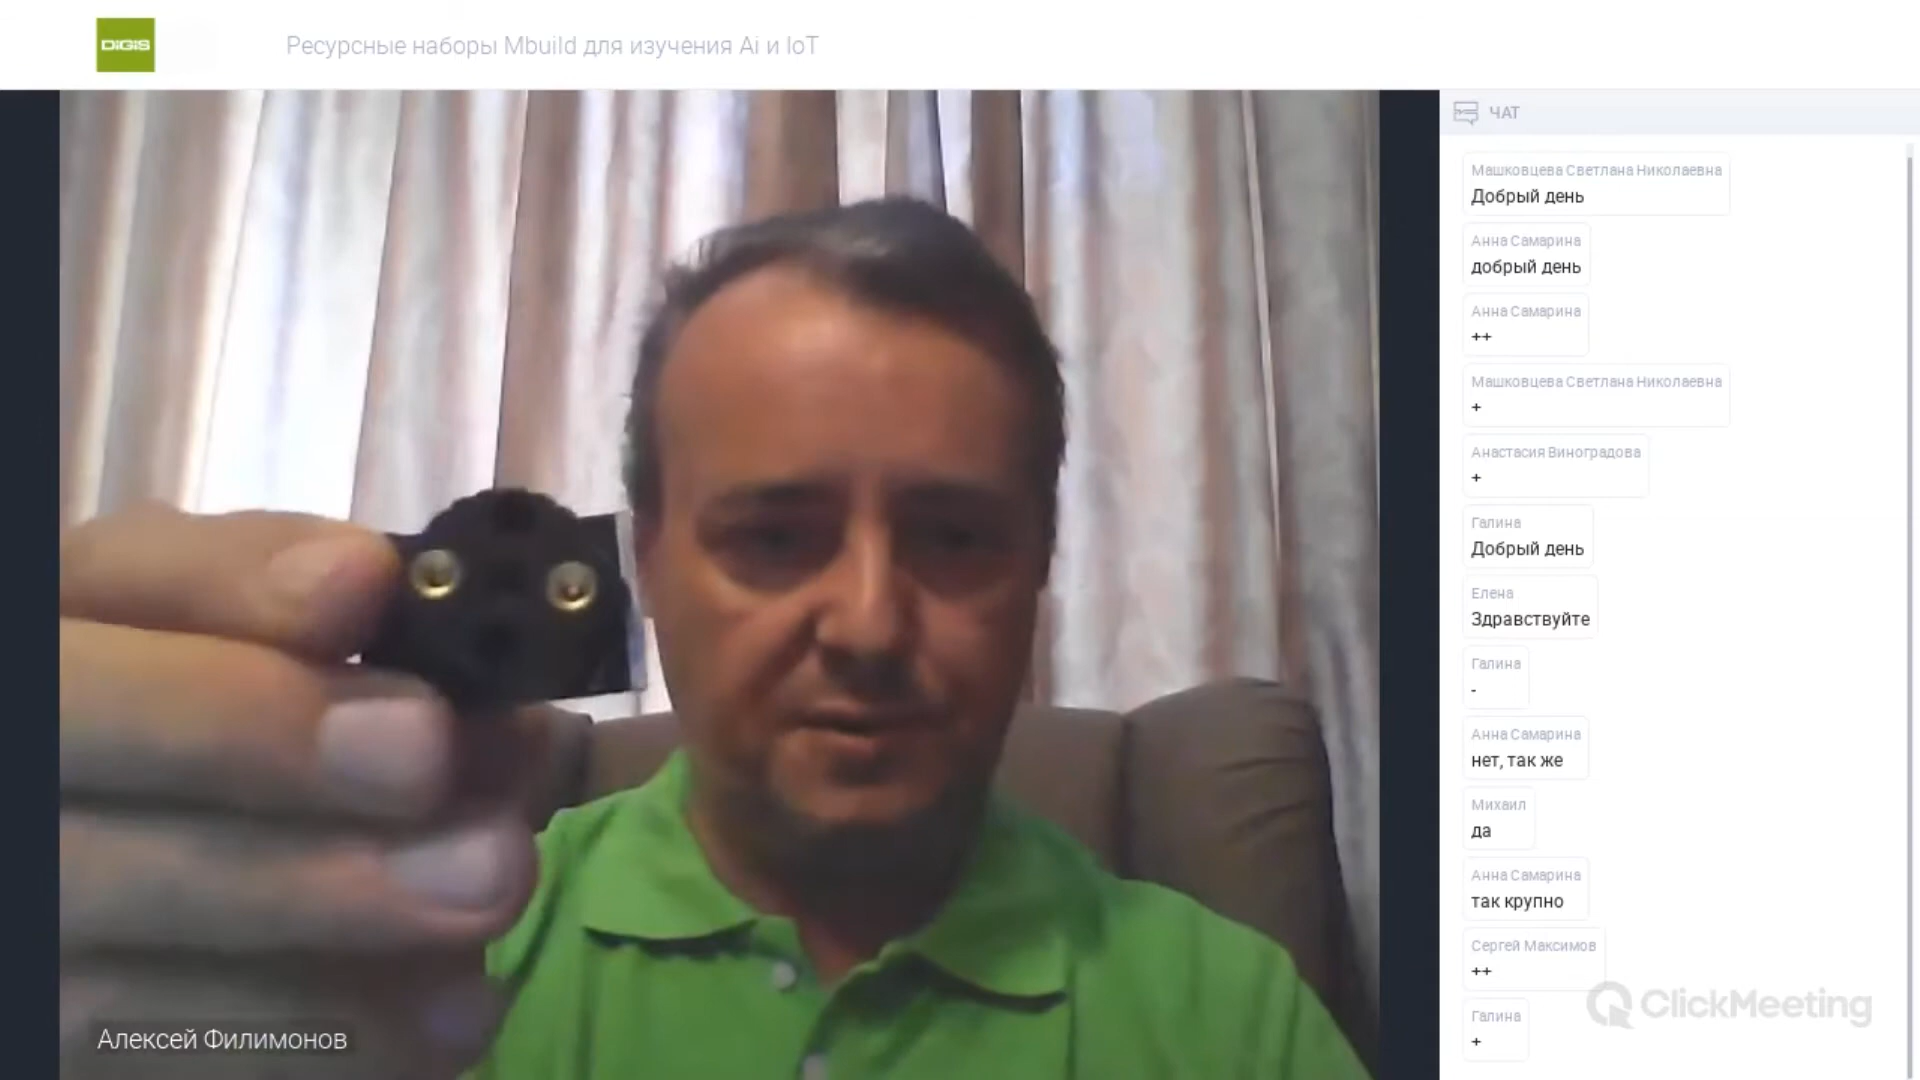 DiGiS
Ресурсные наборы Mbuild для изучения Ai и IoT
ЧАТ
Машковцева Светлана Николаевна
Добрый день
Анна Самарина
добрый день
Анна Самарина
++
Машковцева Светлана Николаевна
+
Анастасия Виноградова
+
Галина
Добрый день
Елена
Здравствуйте
Галина
-
Анна Самарина
нет, так же
Михаил
да
Анна Самарина
так крупно
Сергей Максимов
++
Галина
+
ClickMeeting
Алексей Филимонов